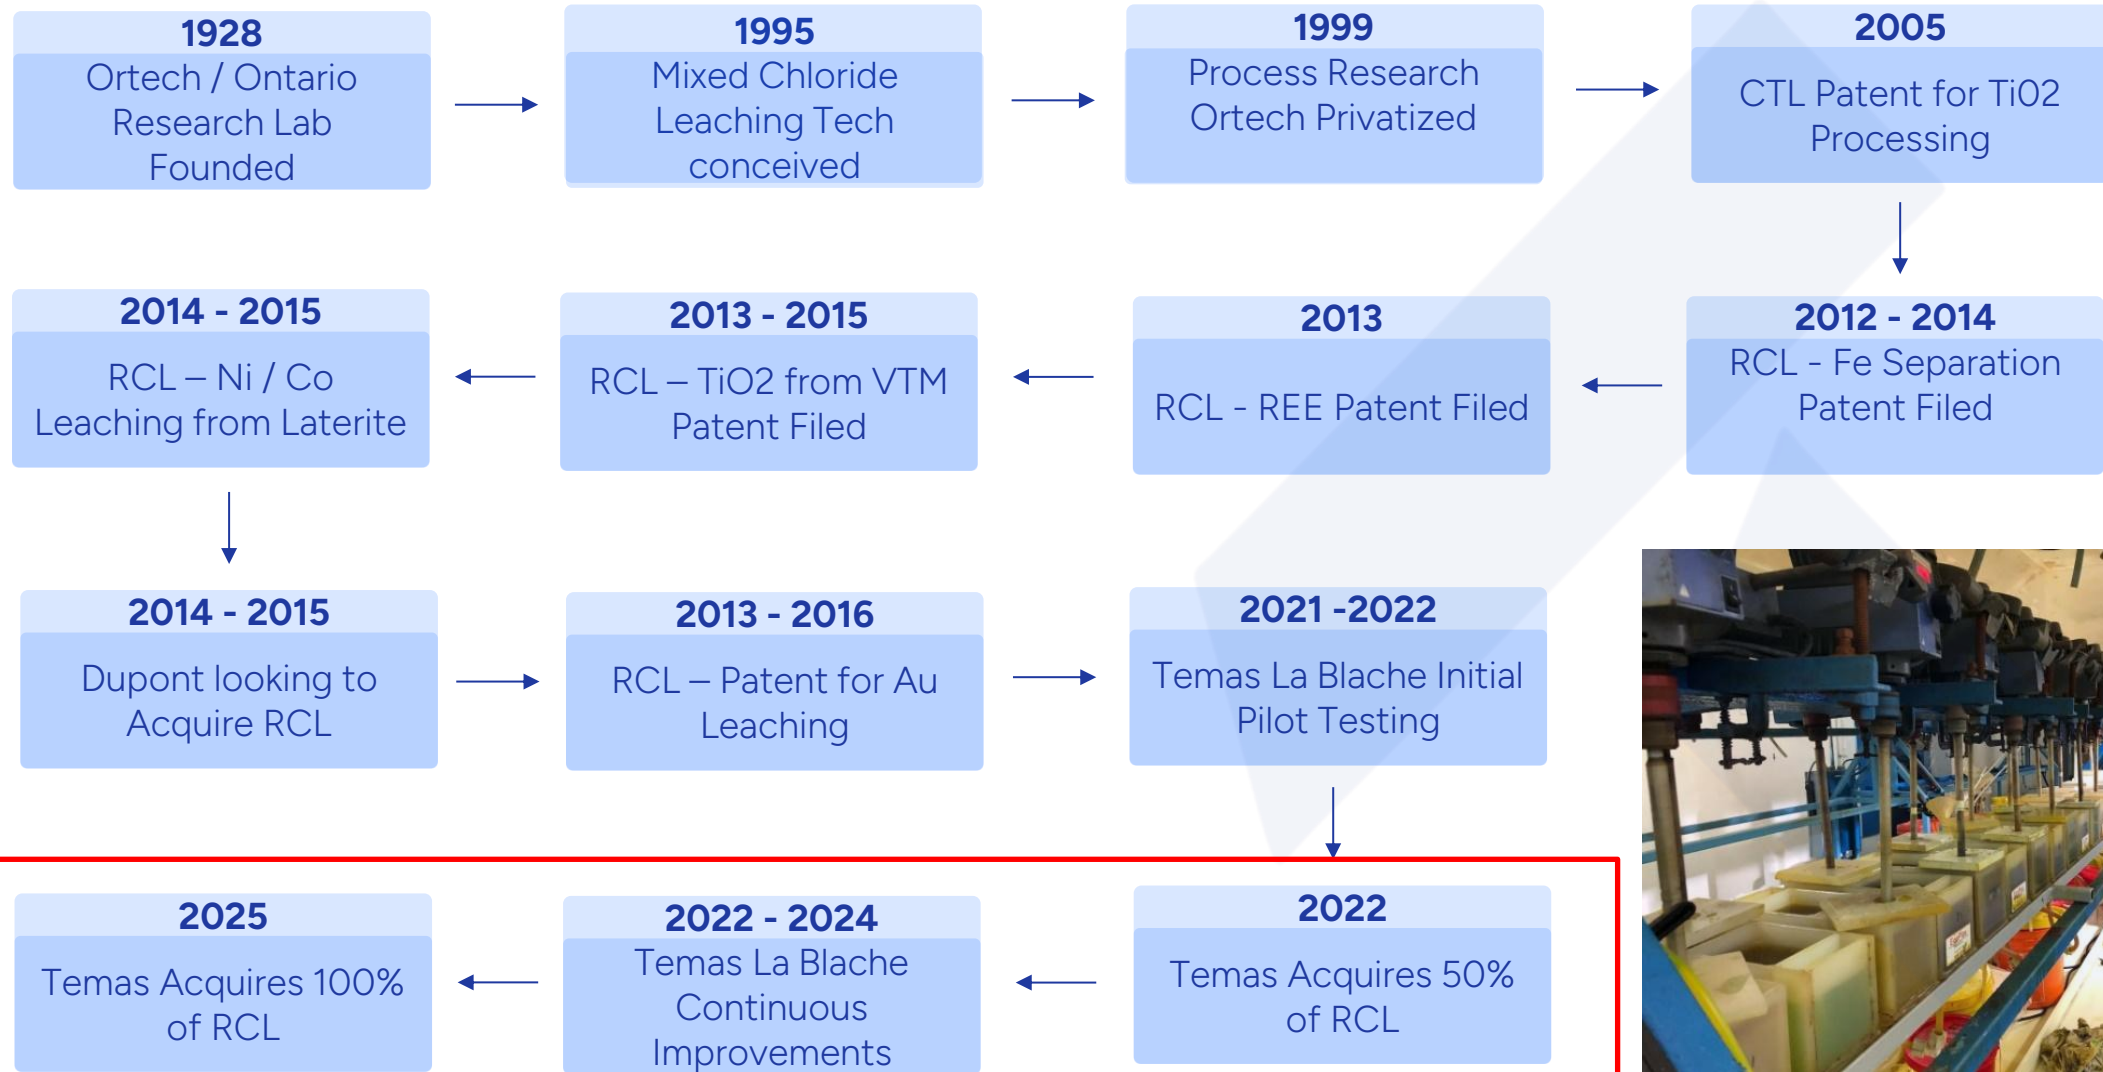 1928
Ortech / Ontario
Research Lab
Founded
1995
Mixed Chloride
Leaching Tech
conceived
1999
Process Research
Ortech Privatized
2005
CTL Patent for Ti02
Processing
2012 - 2014
RCL - Fe Separation
Patent Filed
2013
RCL - REE Patent Filed
2013 - 2015
RCL – TiO2 from VTM
Patent Filed
2014 - 2015
RCL – Ni / Co
Leaching from Laterite
2014 - 2015
Dupont looking to
Acquire RCL
2013 - 2016
RCL – Patent for Au
Leaching
2021 -2022
Temas La Blache Initial
Pilot Testing
2022
Temas Acquires 50%
of RCL
2022 - 2024
Temas La Blache
Continuous
Improvements
2025
Temas Acquires 100%
of RCL